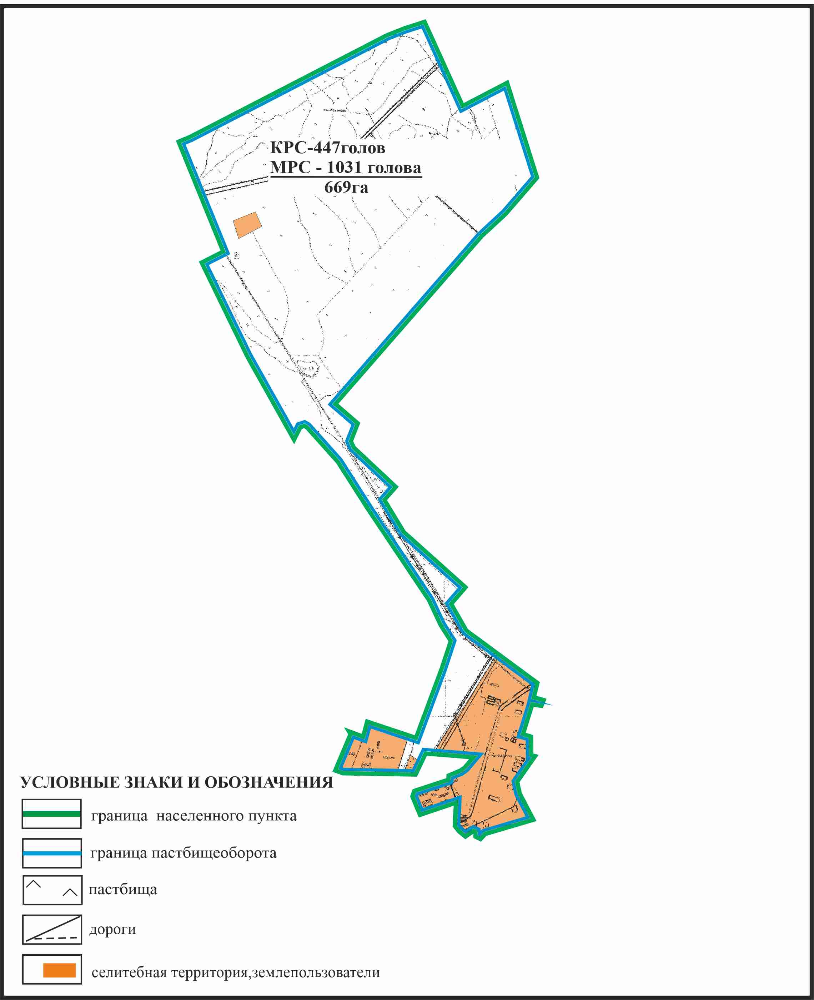 КРС-447голов
МРС - 1031 голова
669га
УСЛОВНЫЕ ЗНАКИ И ОБОЗНАЧЕНИЯ
граница населенного пункта
граница пастбищеоборота
пастбища
дороги
селитебная территория,землепользователи